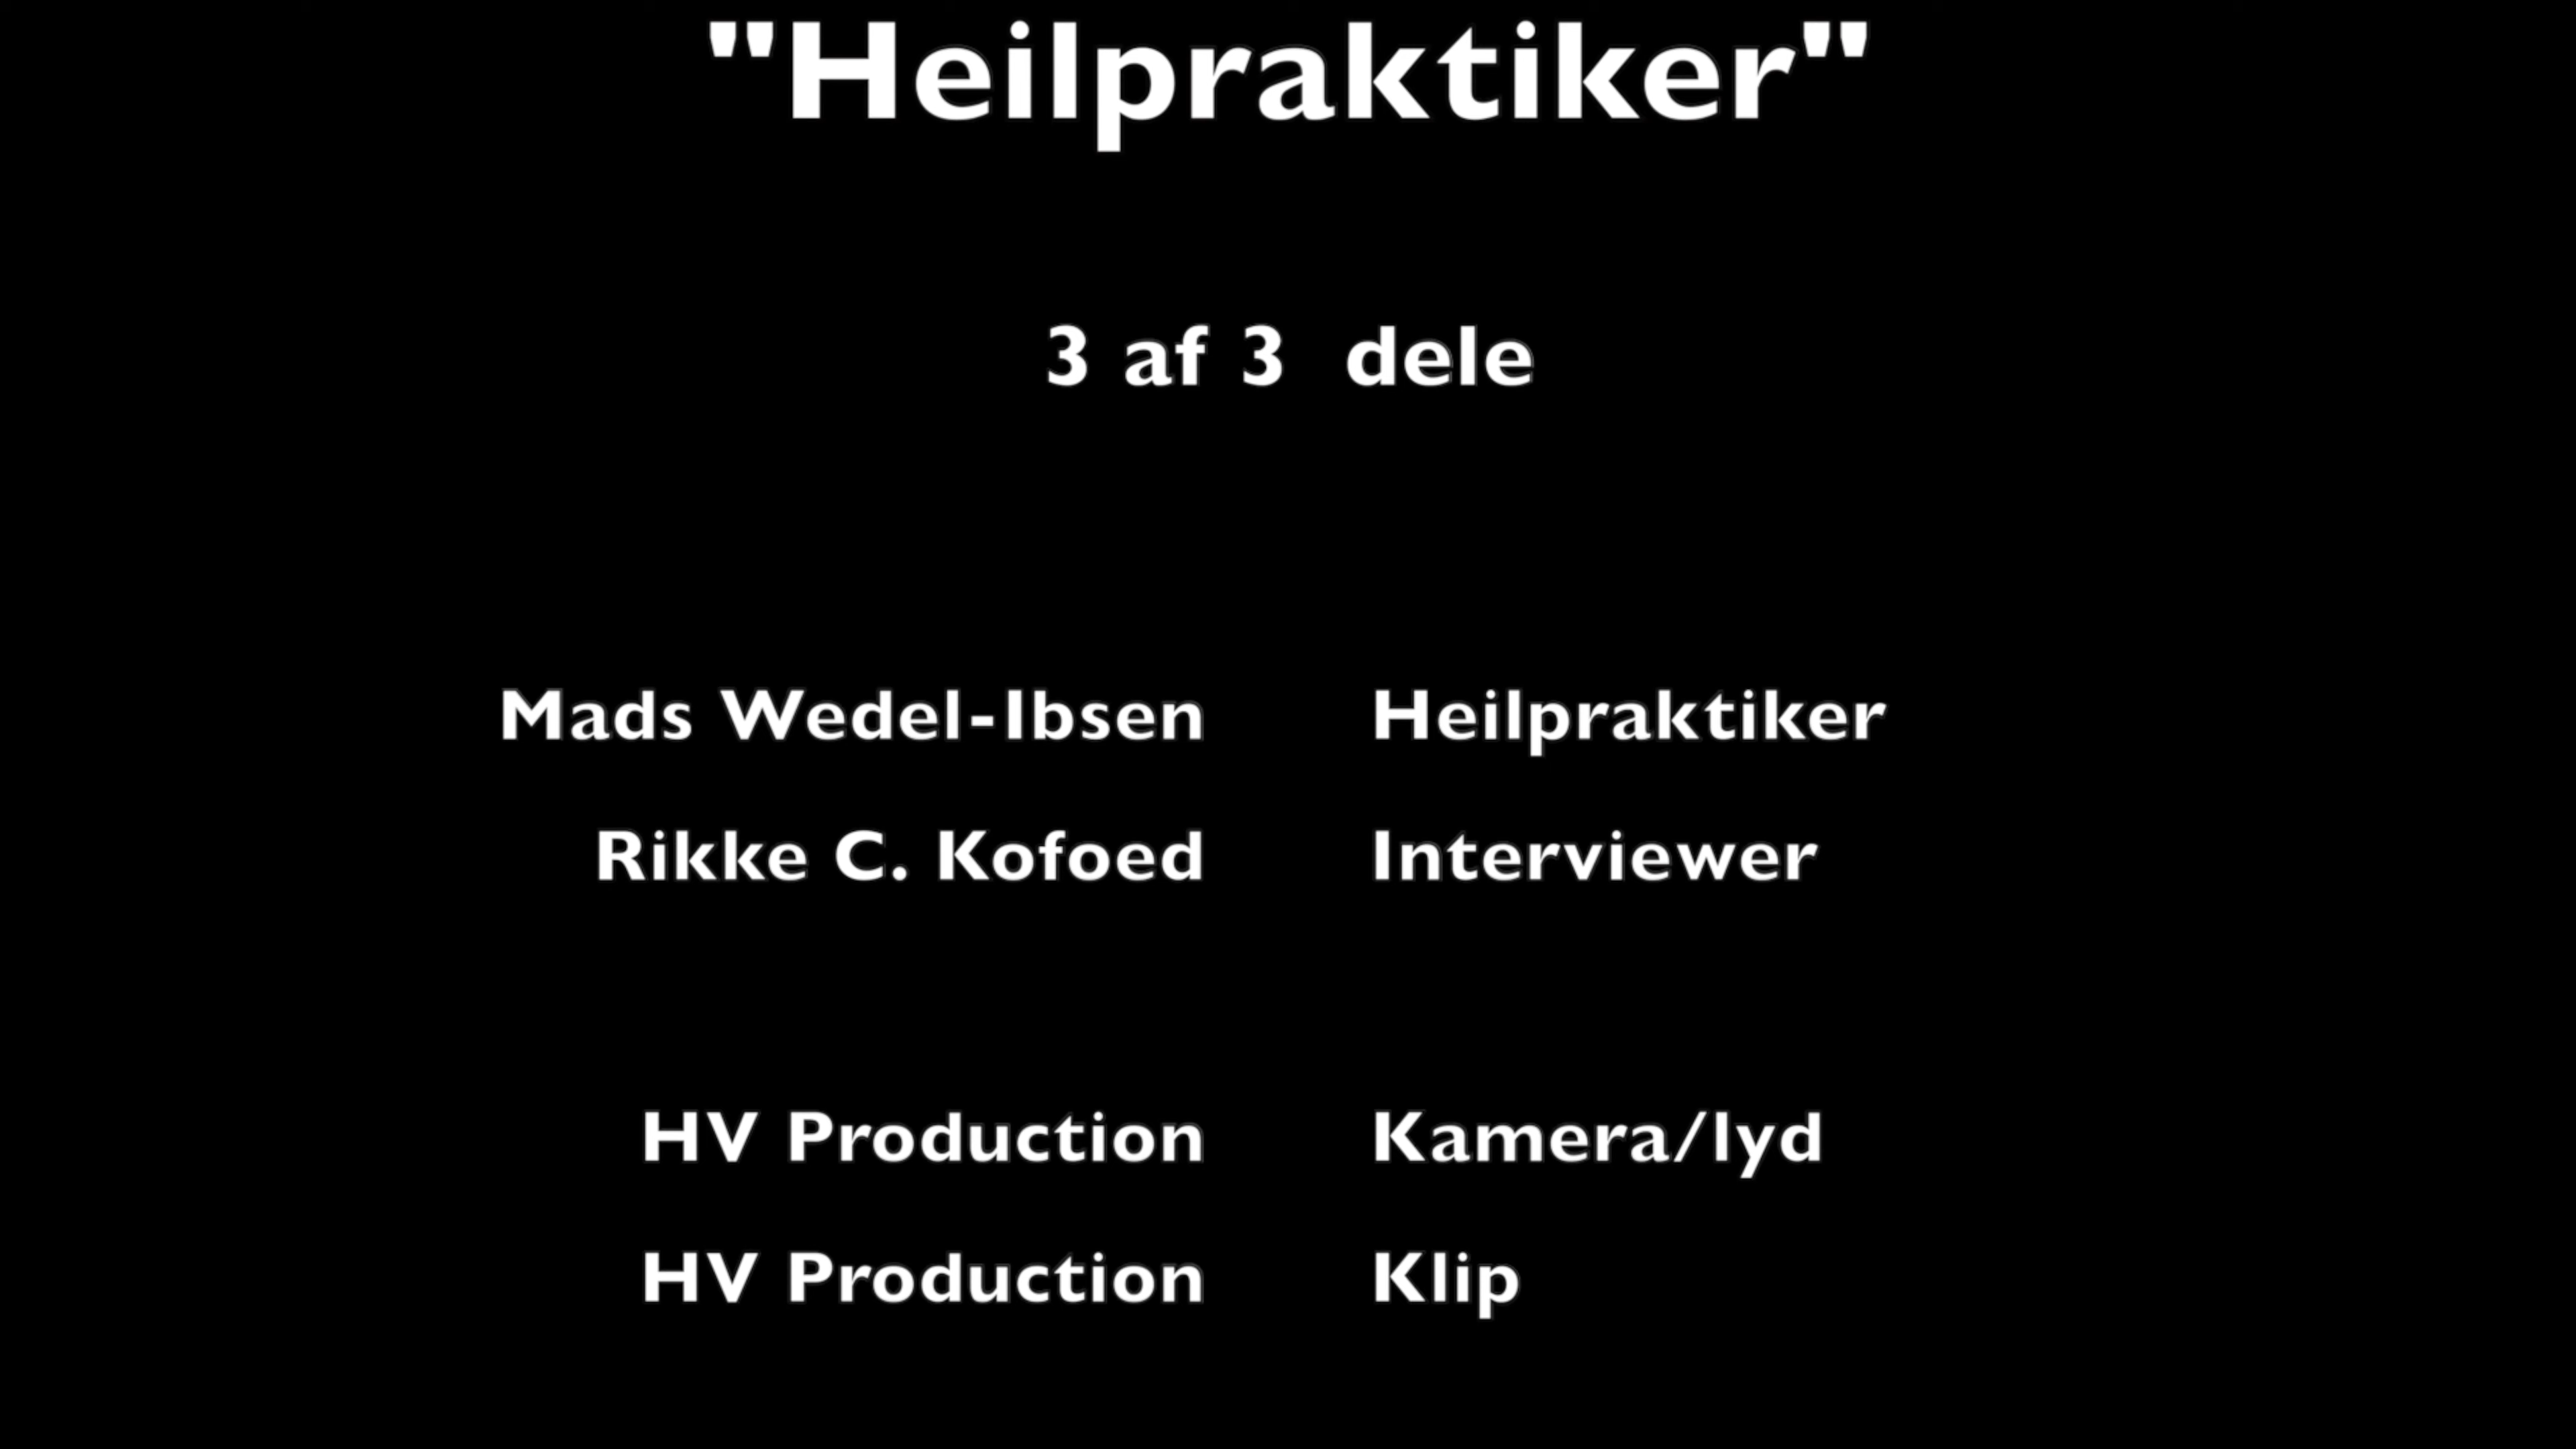 "Heilpraktiker"
3 af 3 dele
Mads Wedel-Ibsen Heilpraktiker
Rikke C. Kofoed Interviewer
HV Production Kamera/lyd
HV Production Klip